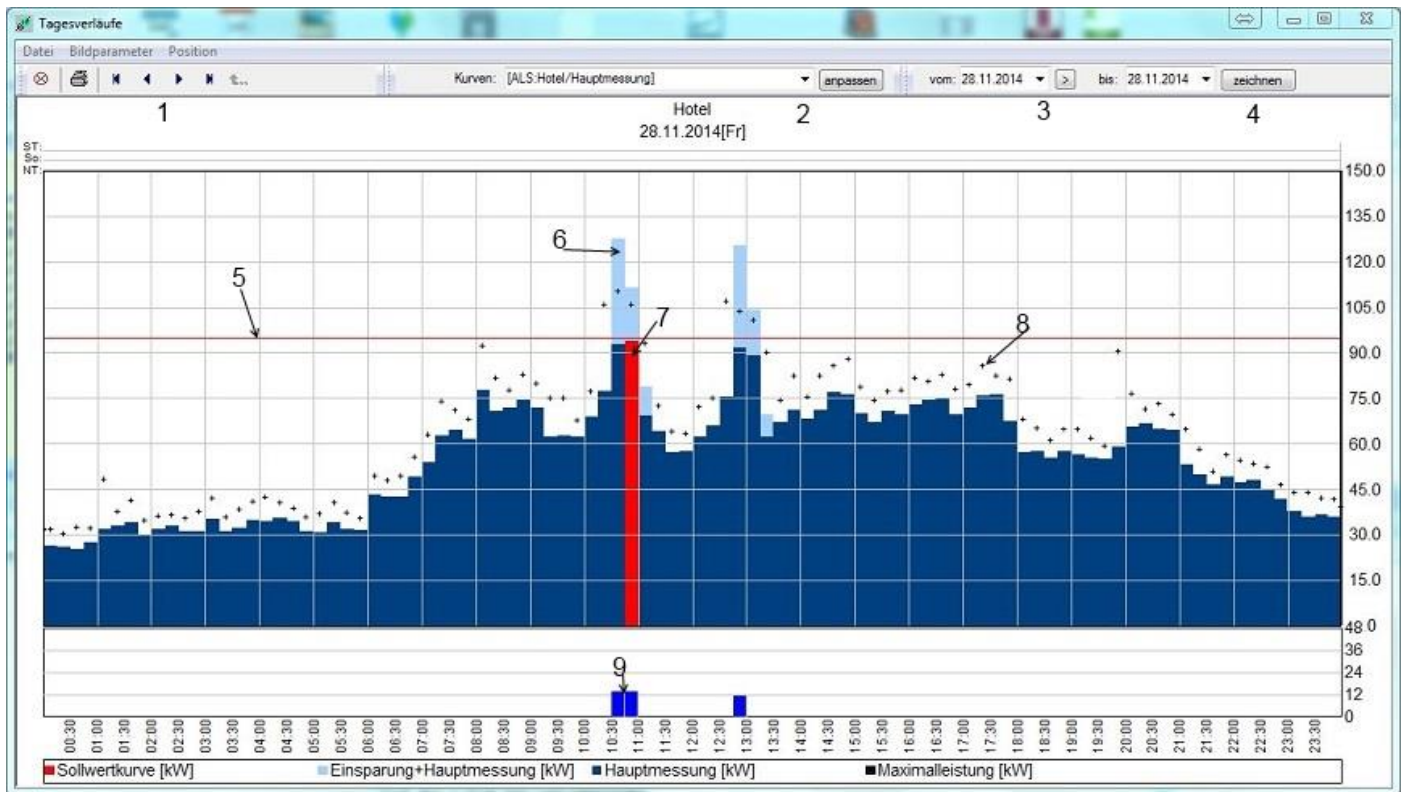 Tagesverläufe
Datei Bildparameter Position
Kurven: [ALS:Hotel/Hauptmessung] anpassen vom: 28.11.2014 > bis: 28.11.2014 zeichnen
1 2 3 4
Hotel
28.11.2014[Fr]
ST:
So:
NT:
150.0
135.0
6
120.0
5
105.0
7 8
90.0
75.0
60.0
45.0
30.0
15.0
48.0
36
9
24
12
0
00:30 01:00 01:30 02:00 02:30 03:00 03:30 04:00 04:30 05:00 05:30 06:00 06:30 07:00 07:30 08:00 08:30 09:00 09:30 10:00 10:30 11:00 11:30 12:00 12:30 13:00 13:30 14:00 14:30 15:00 15:30 16:00 16:30 17:00 17:30 18:00 18:30 19:00 19:30 20:00 20:30 21:00 21:30 22:00 22:30 23:00 23:30
Sollwertkurve [kW] Einsparung+Hauptmessung [kW] Hauptmessung [kW] Maximalleistung [kW]